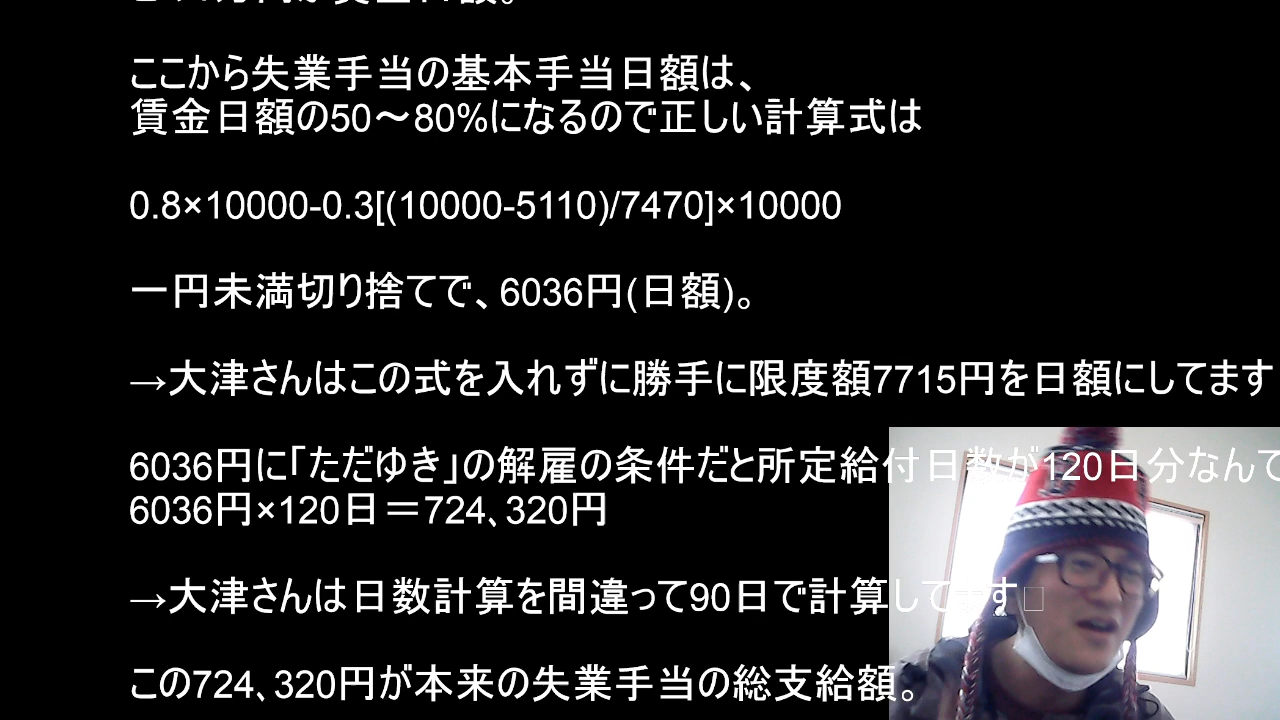 ここから失業手当の基本手当日額は、
賃金日額の50～80%になるので正しい計算式は
0.8×10000-0.3[(10000-5110)/7470]×10000
一円未満切り捨てで、6036円(日額)。
→大津さんはこの式を入れずに勝手に限度額7715円を日額にしてます
6036円に「ただゆき」の解雇の条件だと所定給付日数が120日分なんで
6036円×120日＝724、320円
→大津さんは日数計算を間違って90日で計算してます
この724、320円が本来の失業手当の総支給額。